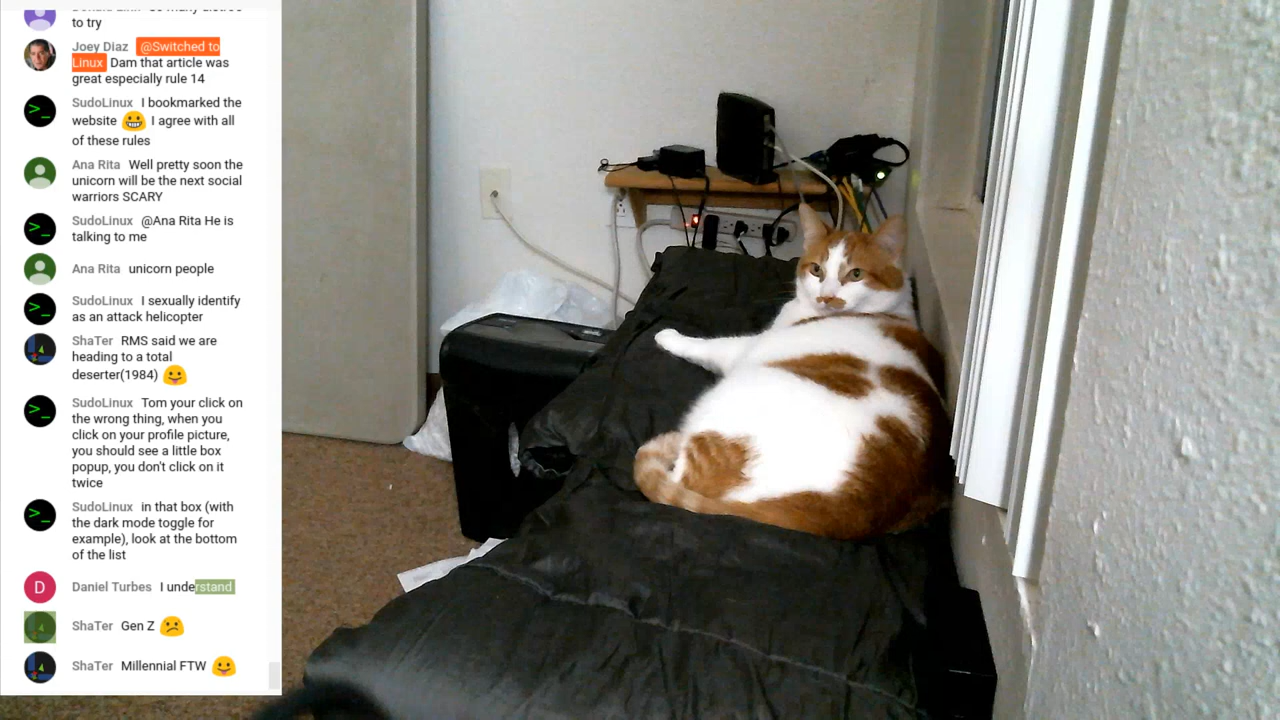 to try
Joey Diaz @Switched to
Linux Dam that article was
great especially rule 14
SudoLinux I bookmarked the
website 😀 I agree with all
of these rules
Ana Rita Well pretty soon the
unicorn will be the next social
warriors SCARY
SudoLinux @Ana Rita He is
talking to me
Ana Rita unicorn people
SudoLinux I sexually identify
as an attack helicopter
ShaTer RMS said we are
heading to a total
deserter(1984) 😛
SudoLinux Tom your click on
the wrong thing, when you
click on your profile picture,
you should see a little box
popup, you don't click on it
twice
SudoLinux in that box (with
the dark mode toggle for
example), look at the bottom
of the list
D
Daniel Turbes I understand
ShaTer Gen Z 😕
ShaTer Millennial FTW 😛